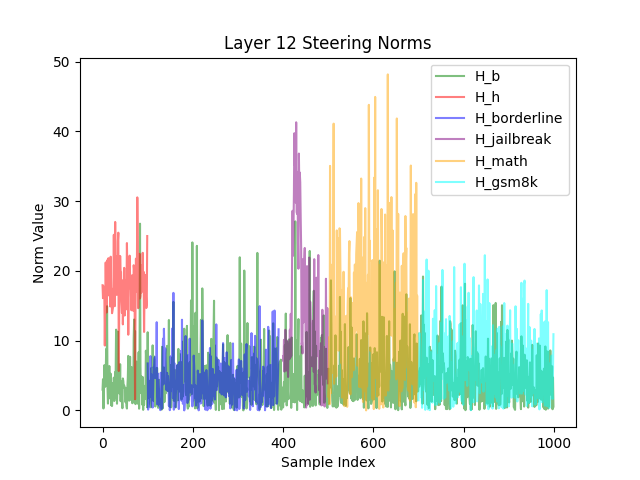 Layer 12 Steering Norms
50
40
30
20
10
0
Norm Value
H_b
H_h
H_borderline
H_jailbreak
H_math
H_gsm8k
0 200 400 600 800 1000
Sample Index